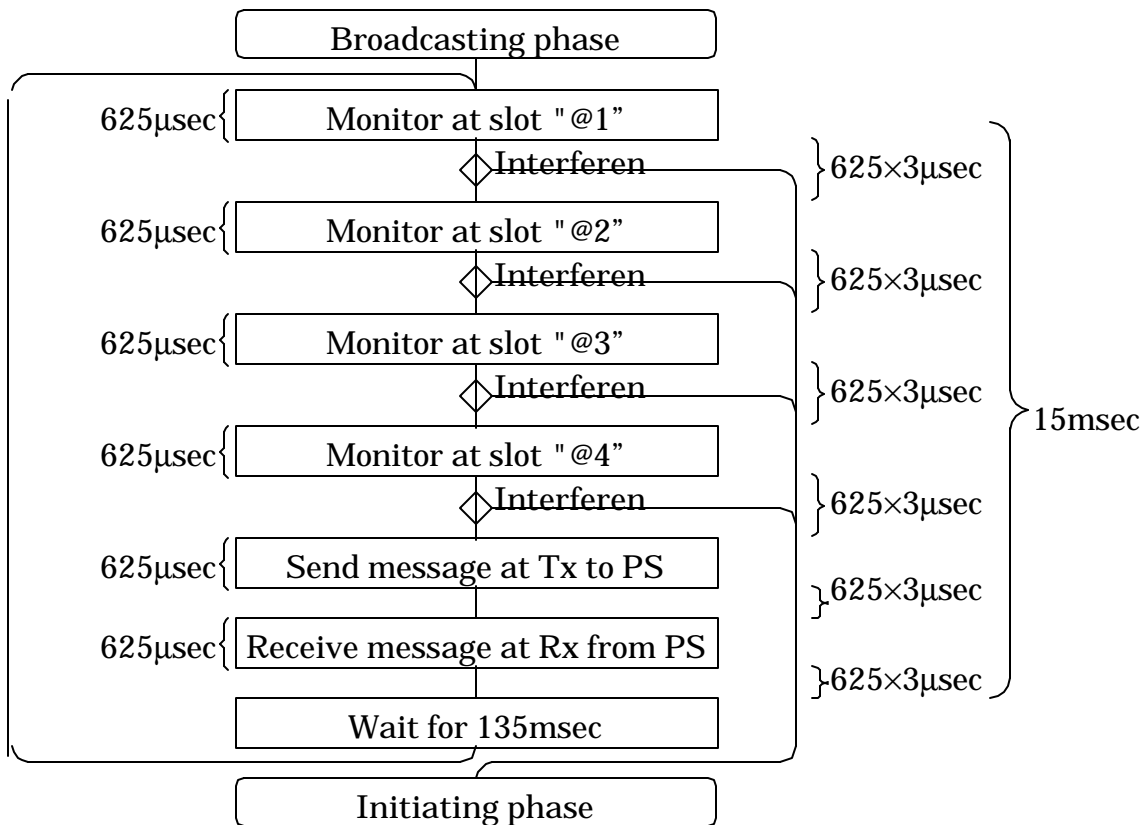 Broadcasting phase
625μsec
Monitor at slot "@1”
Interferen
625×3μsec
625μsec
Monitor at slot "@2”
Interferen
625×3μsec
625μsec
Monitor at slot "@3”
Interferen
625×3μsec
15msec
625μsec
Monitor at slot "@4”
Interferen
625×3μsec
625μsec
Send message at Tx to PS
625×3μsec
625μsec
Receive message at Rx from PS
625×3μsec
Wait for 135msec
Initiating phase